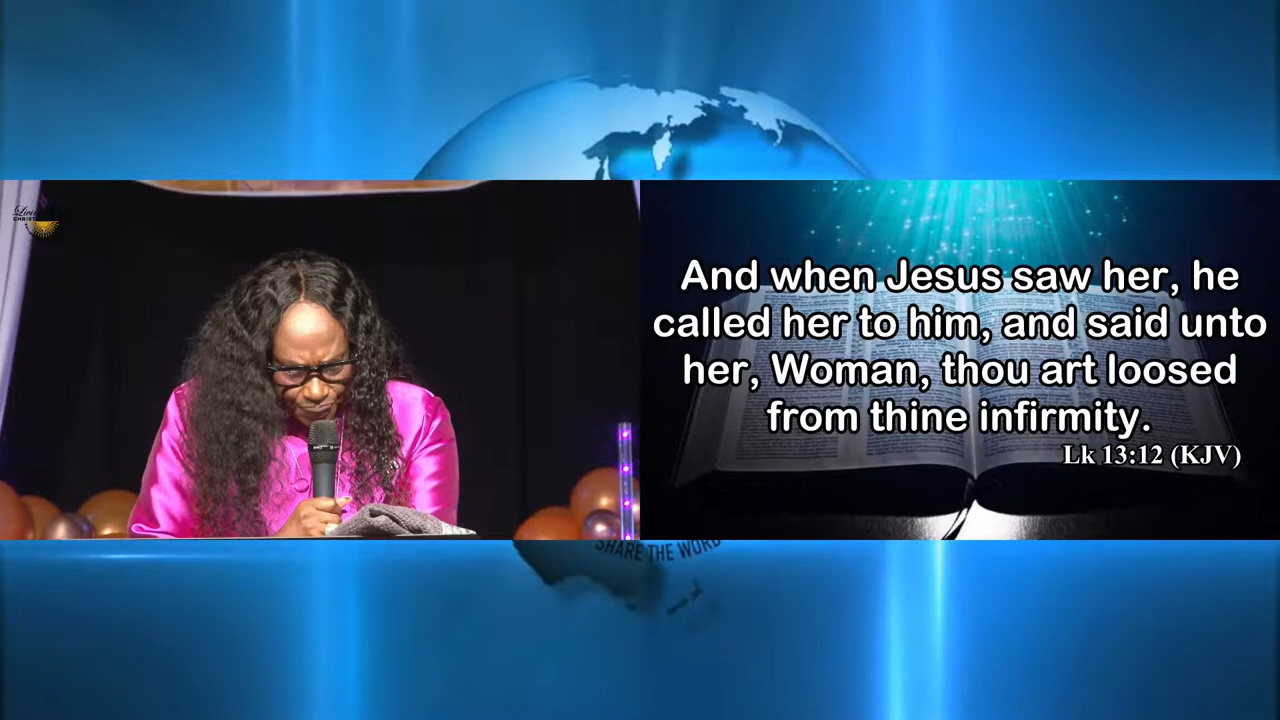 And when Jesus saw her, he
called her to him, and said unto
her, Woman, thou art loosed
from thine infirmity.
Lk 13:12 (KJV)
SHARE THE WORD